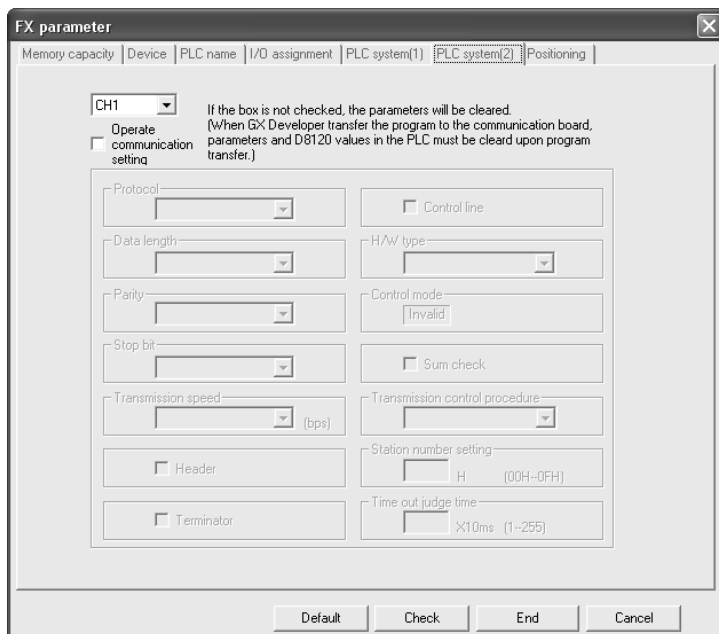 FX parameter
Memory capacity Device PLC name I/O assignment PLC system(1) PLC system(2) Positioning
CH1
If the box is not checked, the parameters will be cleared.
(When GX Developer transfer the program to the communication board,
parameters and D8120 values in the PLC must be cleard upon program
transfer.)
Operate
communication
setting
Protocol
Control line
Data length
H/W type
Parity
Control mode
Invalid
Stop bit
Sum check
Transmission speed
(bps)
Transmission control procedure
Header
Station number setting
H (00H--0FH)
Terminator
Time out judge time
X10ms (1--255)
Default Check End Cancel